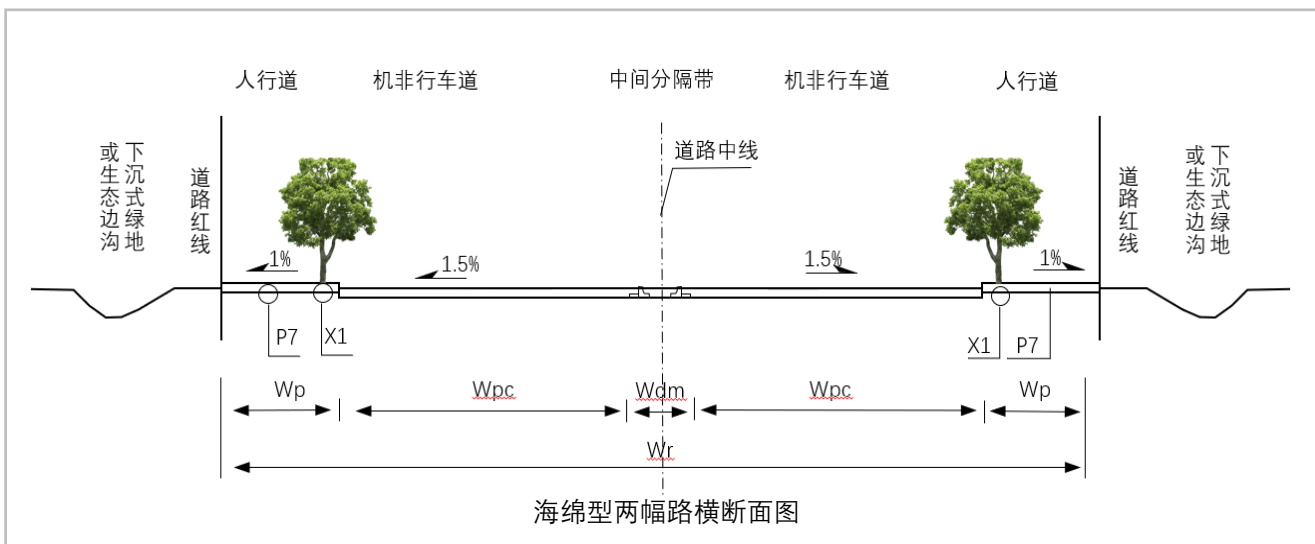 人行道 机非行车道 中间分隔带 机非行车道 人行道
道路中线
下沉式绿地
或生态边沟
道路红线
道路红线
下沉式绿地
或生态边沟
1% 1.5% 1.5% 1%
P7 X1 X1 P7
Wp Wpc Wdm Wpc Wp
Wr
海绵型两幅路横断面图